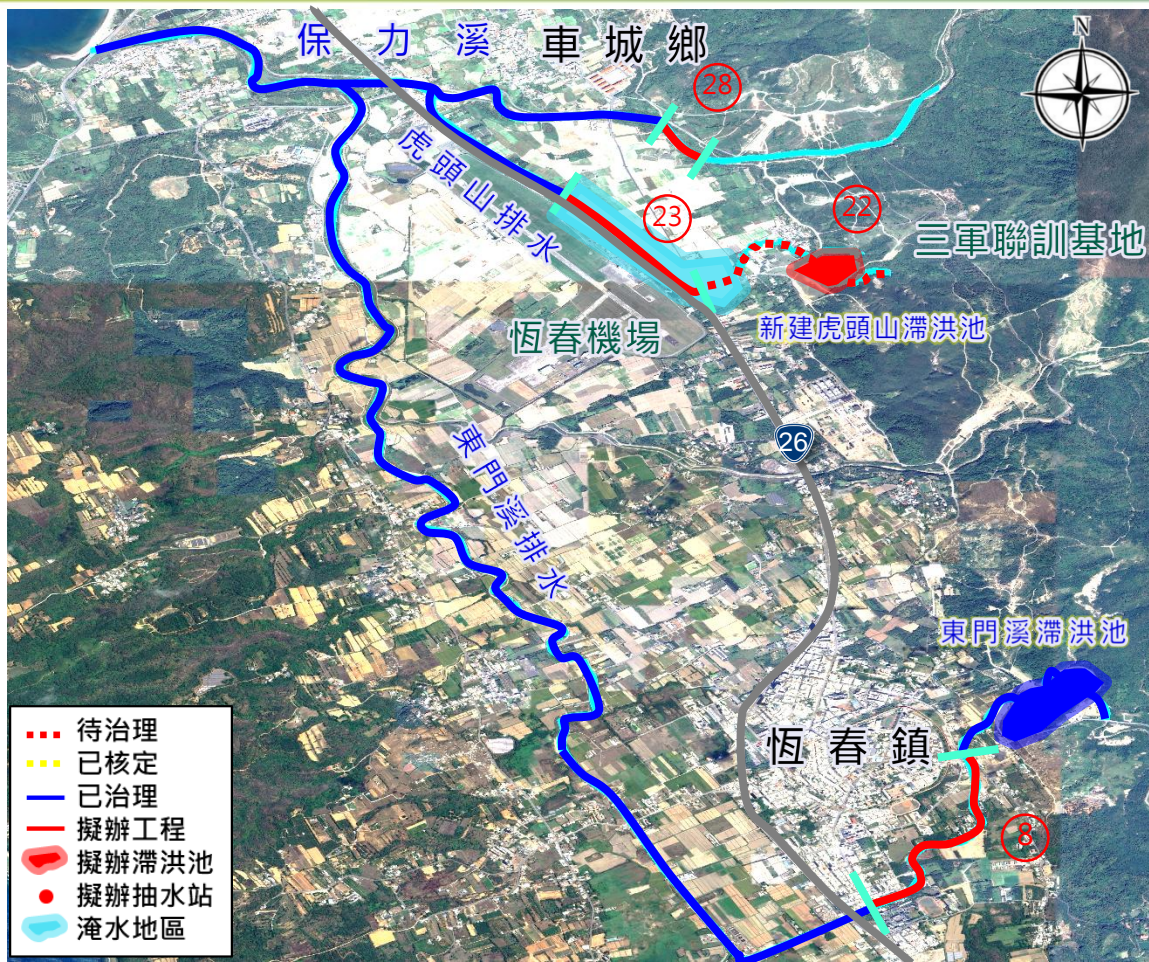 N
保力溪
車城鄉
28
虎頭山排水
23
22
三軍聯訓基地
新建虎頭山滯洪池
恆春機場
26
東門溪排水
東門溪滯洪池
恆春鎮
8
待治理
已核定
已治理
擬辦工程
擬辦滯洪池
擬辦抽水站
淹水地區